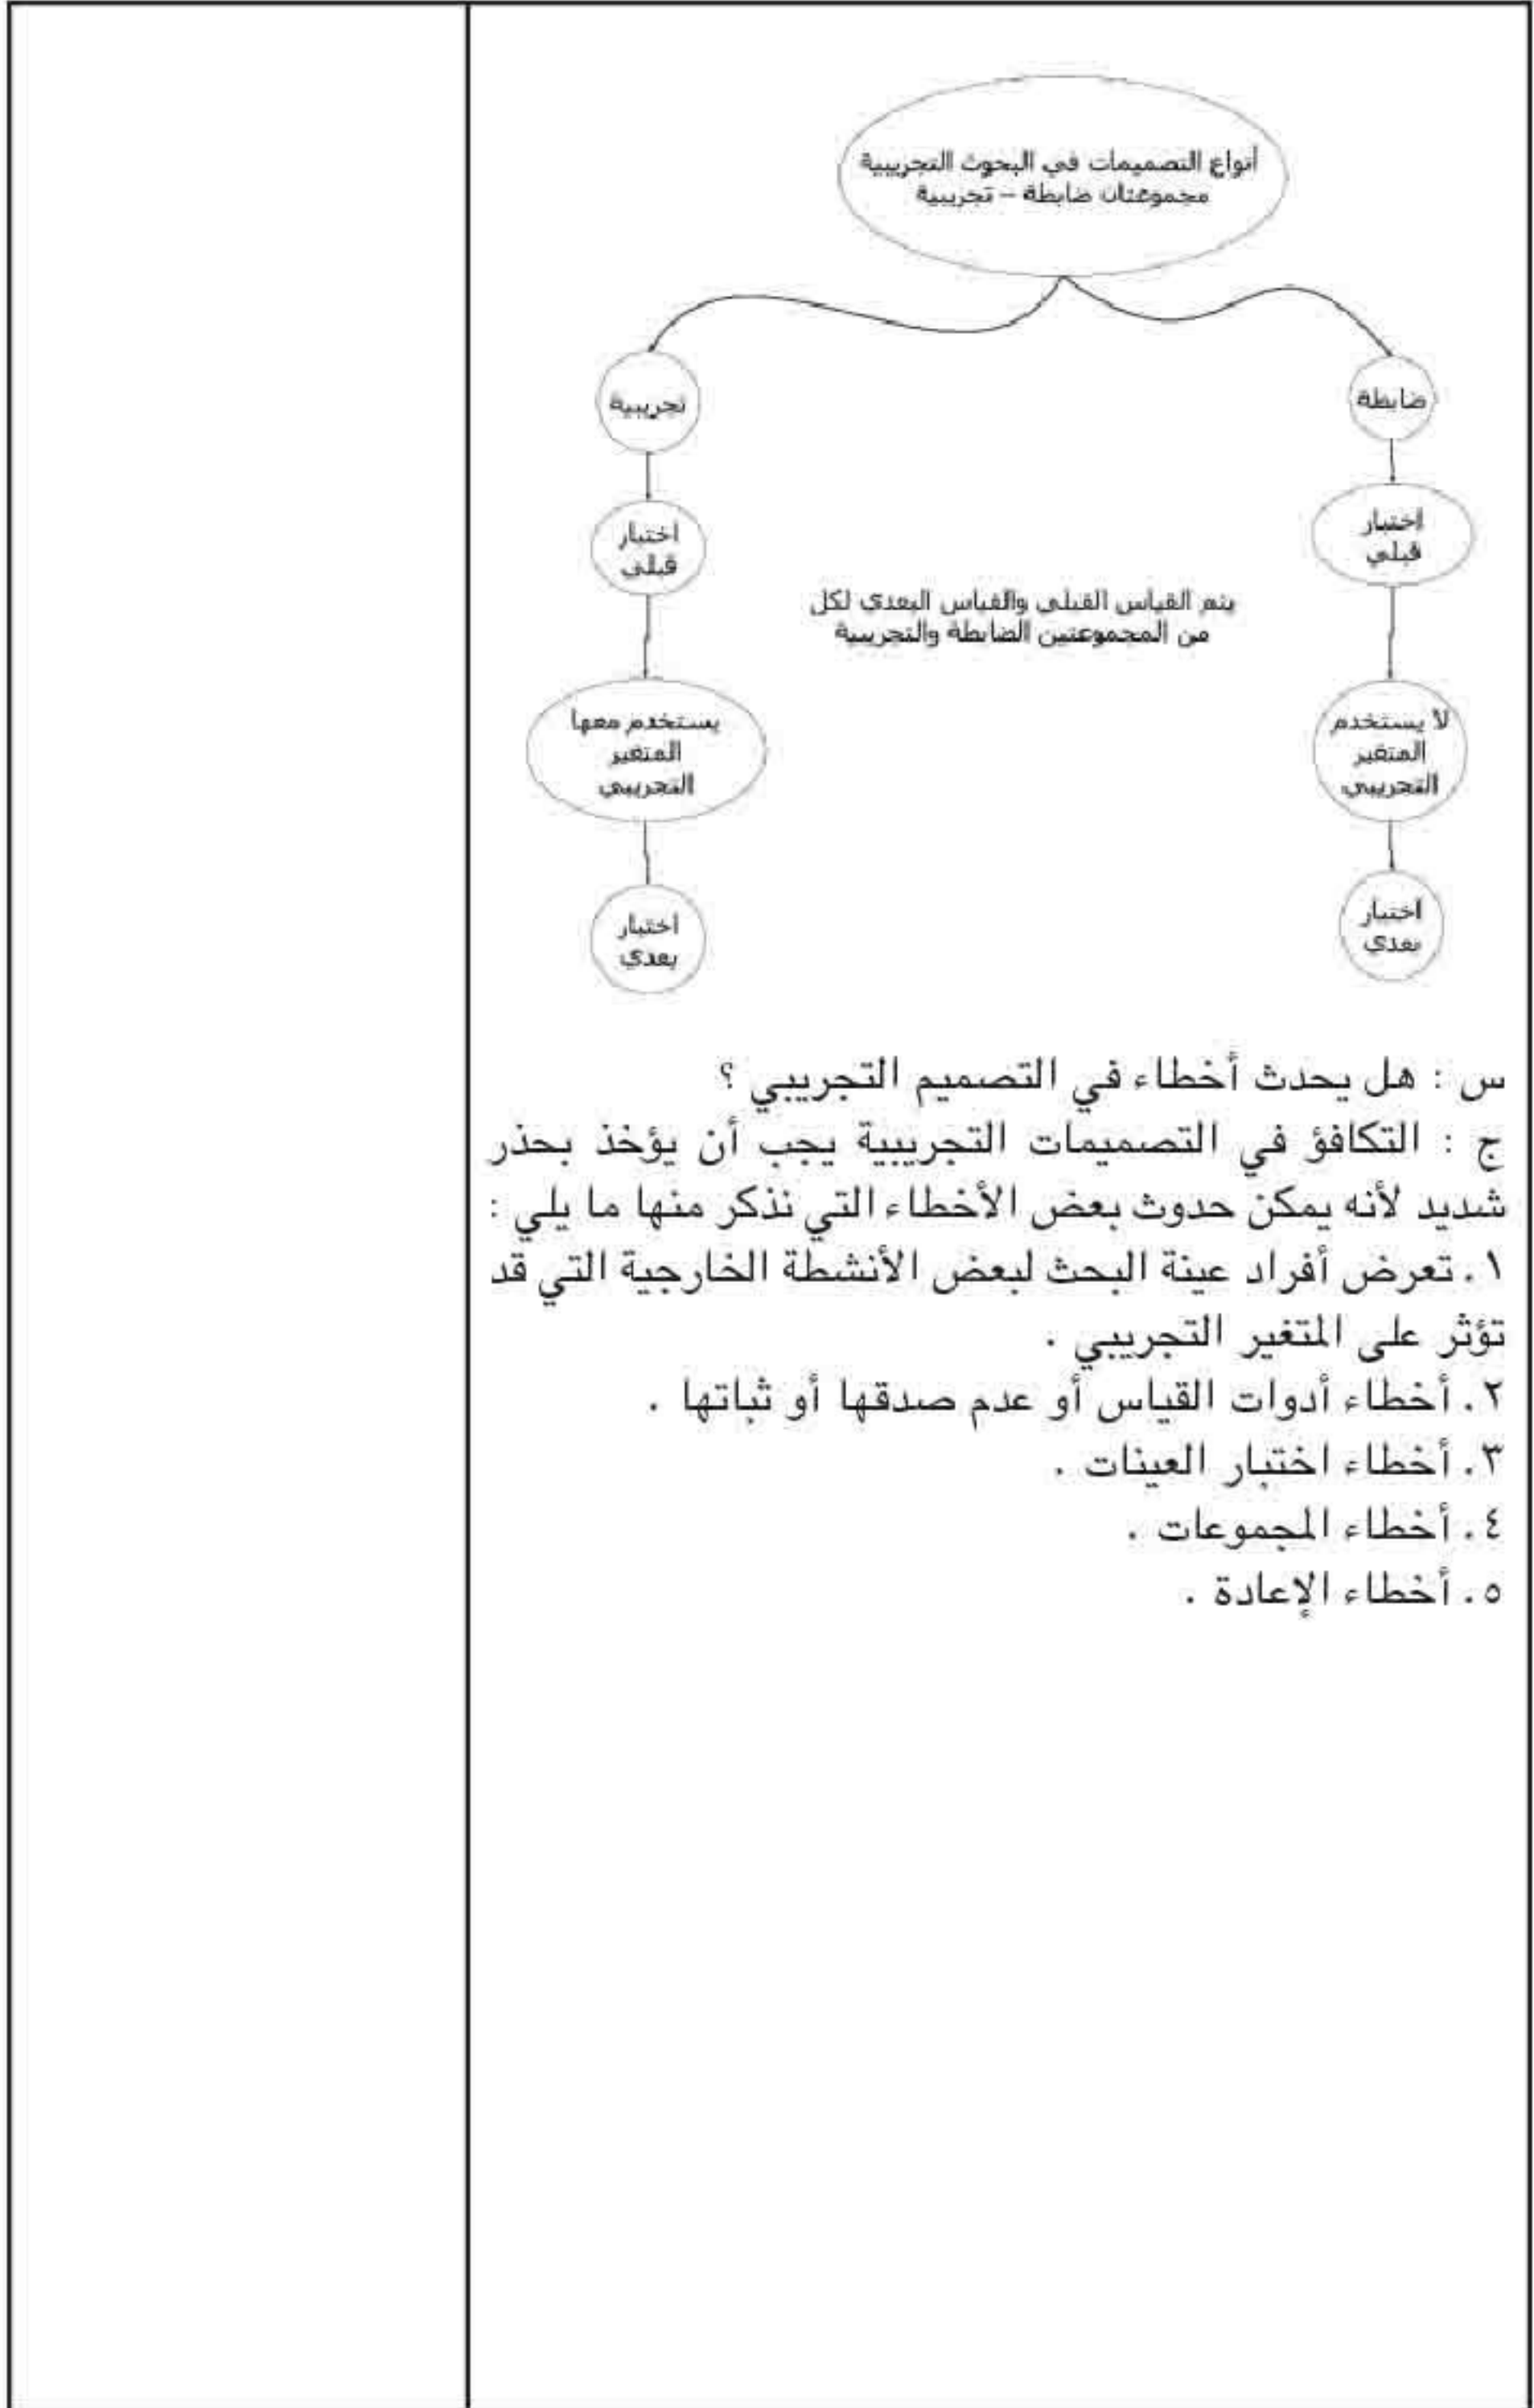 أنواع التصميمات في البحوث التجريبية
مجموعتان ضابطة – تجريبية
ضابطة
تجريبية
اختبار
قبلي
اختبار
قبلي
يتم القياس القبلي والقياس البعدي لكل
من المجموعتين الضابطة والتجريبية
لا يستخدم
المتغير
التجريبي
يستخدم معها
المتغير
التجريبي
اختبار
بعدي
اختبار
بعدي
س : هل يحدث أخطاء في التصميم التجريبي ؟
ج : التكافؤ في التصميمات التجريبية يجب أن يؤخذ بحذر
شديد لأنه يمكن حدوث بعض الأخطاء التي نذكر منها ما يلي :
١. تعرض أفراد عينة البحث لبعض الأنشطة الخارجية التي قد
تؤثر على المتغير التجريبي .
٢. أخطاء أدوات القياس أو عدم صدقها أو ثباتها .
٣. أخطاء اختبار العينات .
٤. أخطاء المجموعات .
٥. أخطاء الإعادة .